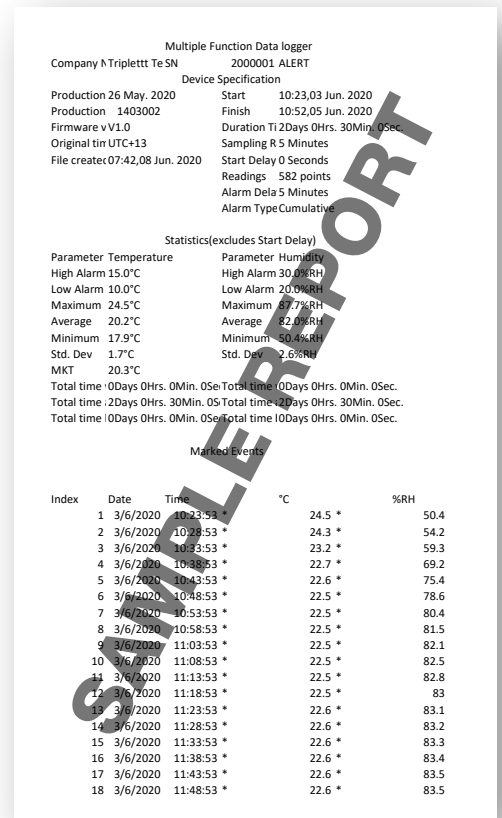 Multiple Function Data logger
Company N Triplettt Te SN 2000001 ALERT
Device Specification
Production 26 May. 2020 Start 10:23,03 Jun. 2020
Production 1403002 Finish 10:52,05 Jun. 2020
Firmware v V1.0 Duration Ti 2Days 0Hrs. 30Min. 0Sec.
Original tim UTC+13 Sampling R 5 Minutes
File created 07:42,08 Jun. 2020 Start Delay 0 Seconds
Readings 582 points
Alarm Dela 5 Minutes
Alarm Type Cumulative
Statistics(excludes Start Delay)
Parameter Temperature Parameter Humidity
High Alarm 15.0°C High Alarm 30.0%RH
Low Alarm 10.0°C Low Alarm 20.0%RH
Maximum 24.5°C Maximum 87.7%RH
Average 20.2°C Average 82.0%RH
Minimum 17.9°C Minimum 50.4%RH
Std. Dev 1.7°C Std. Dev 2.6%RH
MKT 20.3°C
Total time 0Days 0Hrs. 0Min. 0Se Total time 0Days 0Hrs. 0Min. 0Sec.
Total time 2Days 0Hrs. 30Min. 0S Total time 2Days 0Hrs. 30Min. 0Sec.
Total time 0Days 0Hrs. 0Min. 0Se Total time 0Days 0Hrs. 0Min. 0Sec.
Marked Events
Index Date Time °C %RH
1 3/6/2020 10:23:53 * 24.5 * 50.4
2 3/6/2020 10:28:53 * 24.3 * 54.2
3 3/6/2020 10:33:53 * 23.2 * 59.3
4 3/6/2020 10:38:53 * 22.7 * 69.2
5 3/6/2020 10:43:53 * 22.6 * 75.4
6 3/6/2020 10:48:53 * 22.5 * 78.6
7 3/6/2020 10:53:53 * 22.5 * 80.4
8 3/6/2020 10:58:53 * 22.5 * 81.5
9 3/6/2020 11:03:53 * 22.5 * 82.1
10 3/6/2020 11:08:53 * 22.5 * 82.5
11 3/6/2020 11:13:53 * 22.5 * 82.8
12 3/6/2020 11:18:53 * 22.5 * 83
13 3/6/2020 11:23:53 * 22.6 * 83.1
14 3/6/2020 11:28:53 * 22.6 * 83.2
15 3/6/2020 11:33:53 * 22.6 * 83.3
16 3/6/2020 11:38:53 * 22.6 * 83.4
17 3/6/2020 11:43:53 * 22.6 * 83.5
18 3/6/2020 11:48:53 * 22.6 * 83.5
SAMPLE REPORT